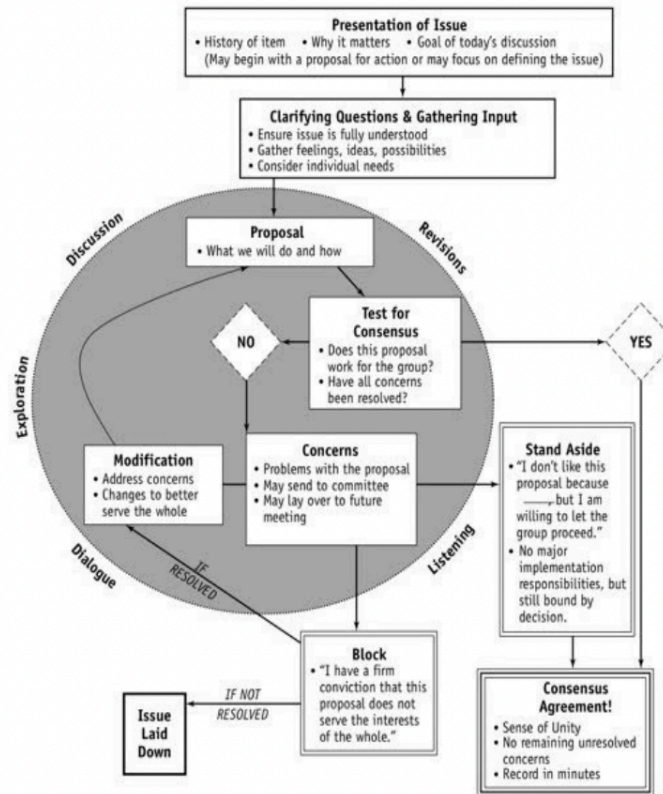 Presentation of Issue
• History of item • Why it matters • Goal of today's discussion
(May begin with a proposal for action or may focus on defining the issue)
Clarifying Questions & Gathering Input
• Ensure issue is fully understood
• Gather feelings, ideas, possibilities
• Consider individual needs
Discussion
Revisions
Proposal
• What we will do and how
Test for
Consensus
• Does this proposal
work for the group?
• Have all concerns
been resolved?
NO
YES
Exploration
Modification
• Address concerns
• Changes to better
serve the whole
Concerns
• Problems with the proposal
• May send to committee
• May lay over to future
meeting
Stand Aside
• "I don't like this
proposal because
____, but I am
willing to let the
group proceed."
• No major
implementation
responsibilities, but
still bound by
decision.
Dialogue
Listening
IF
RESOLVED
Block
• "I have a firm
conviction that this
proposal does not
serve the interests
of the whole."
IF NOT
RESOLVED
Issue
Laid
Down
Consensus
Agreement!
• Sense of Unity
• No remaining unresolved
concerns
• Record in minutes